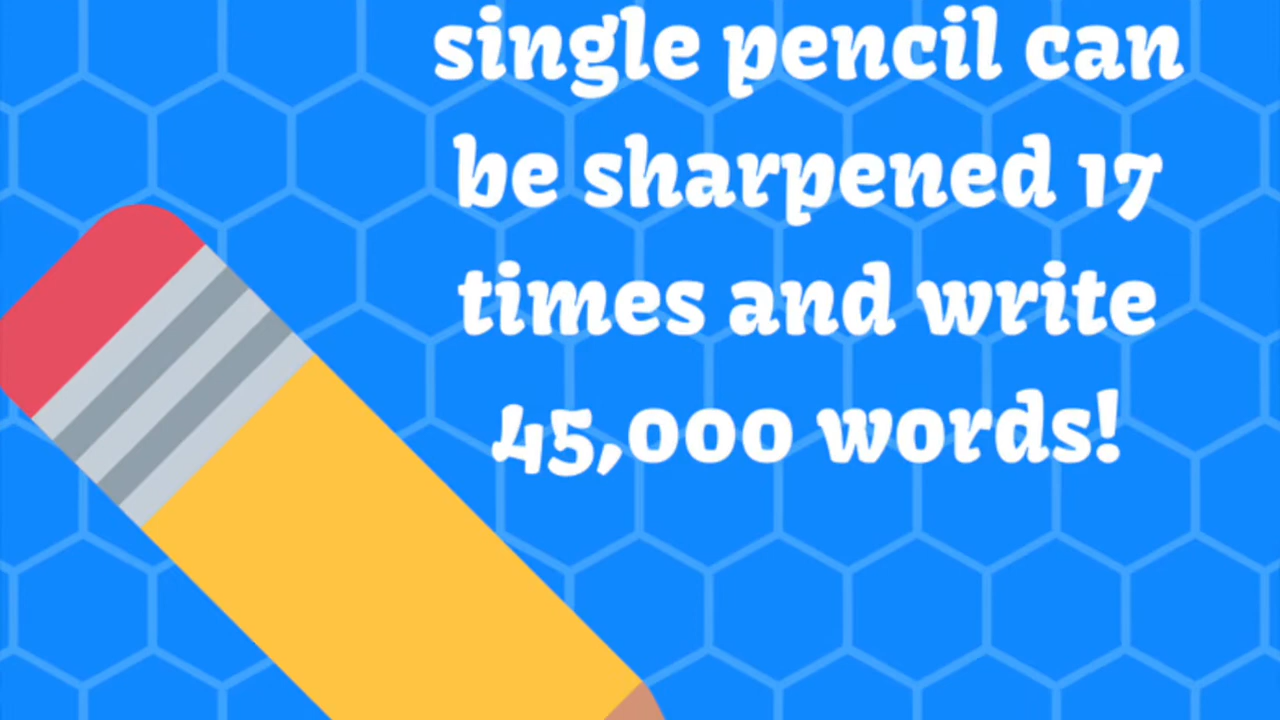 single pencil can
be sharpened 17
times and write
45,000 words!